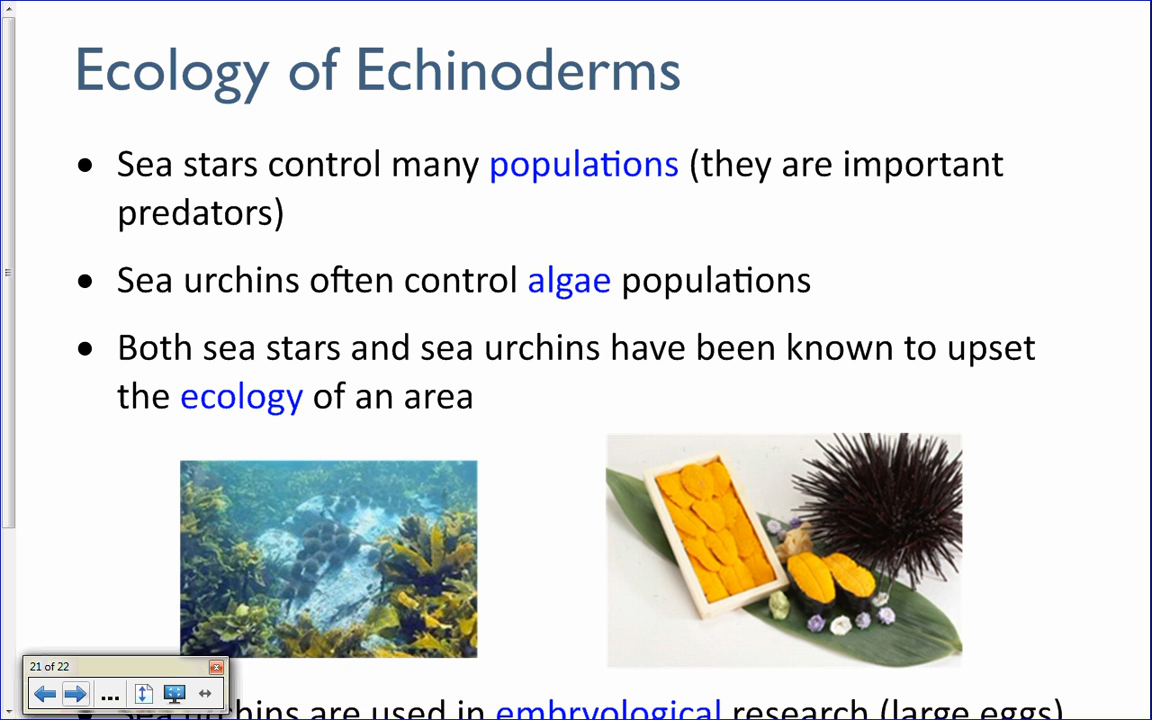 Ecology of Echinoderms
• Sea stars control many populations (they are important
predators)
• Sea urchins often control algae populations
• Both sea stars and sea urchins have been known to upset
the ecology of an area
21 of 22
• Sea urchins are used in embryological research (large eggs)